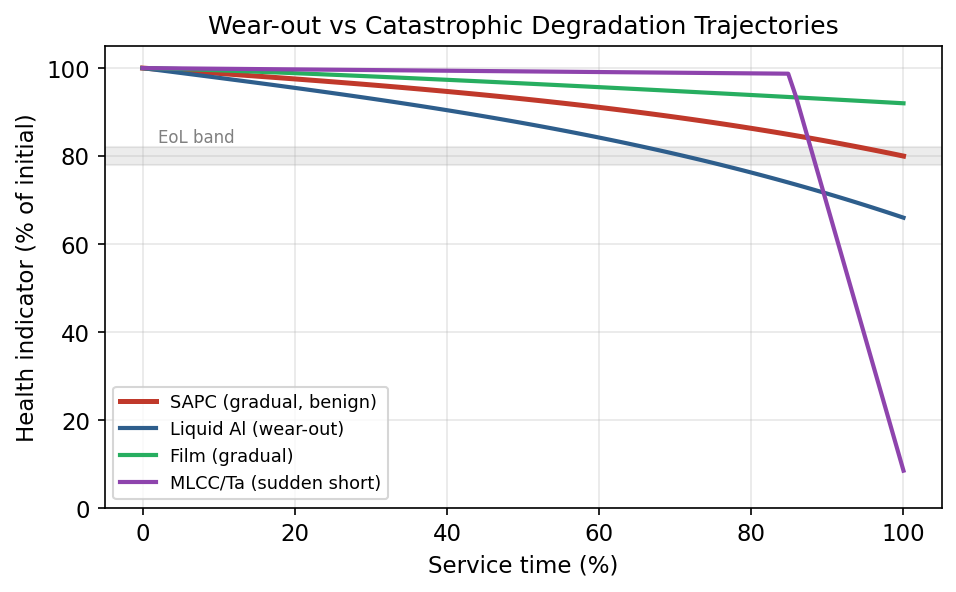 Wear-out vs Catastrophic Degradation Trajectories
Health indicator (% of initial)
100
80
60
40
20
0
EoL band
SAPC (gradual, benign)
Liquid Al (wear-out)
Film (gradual)
MLCC/Ta (sudden short)
0 20 40 60 80 100
Service time (%)